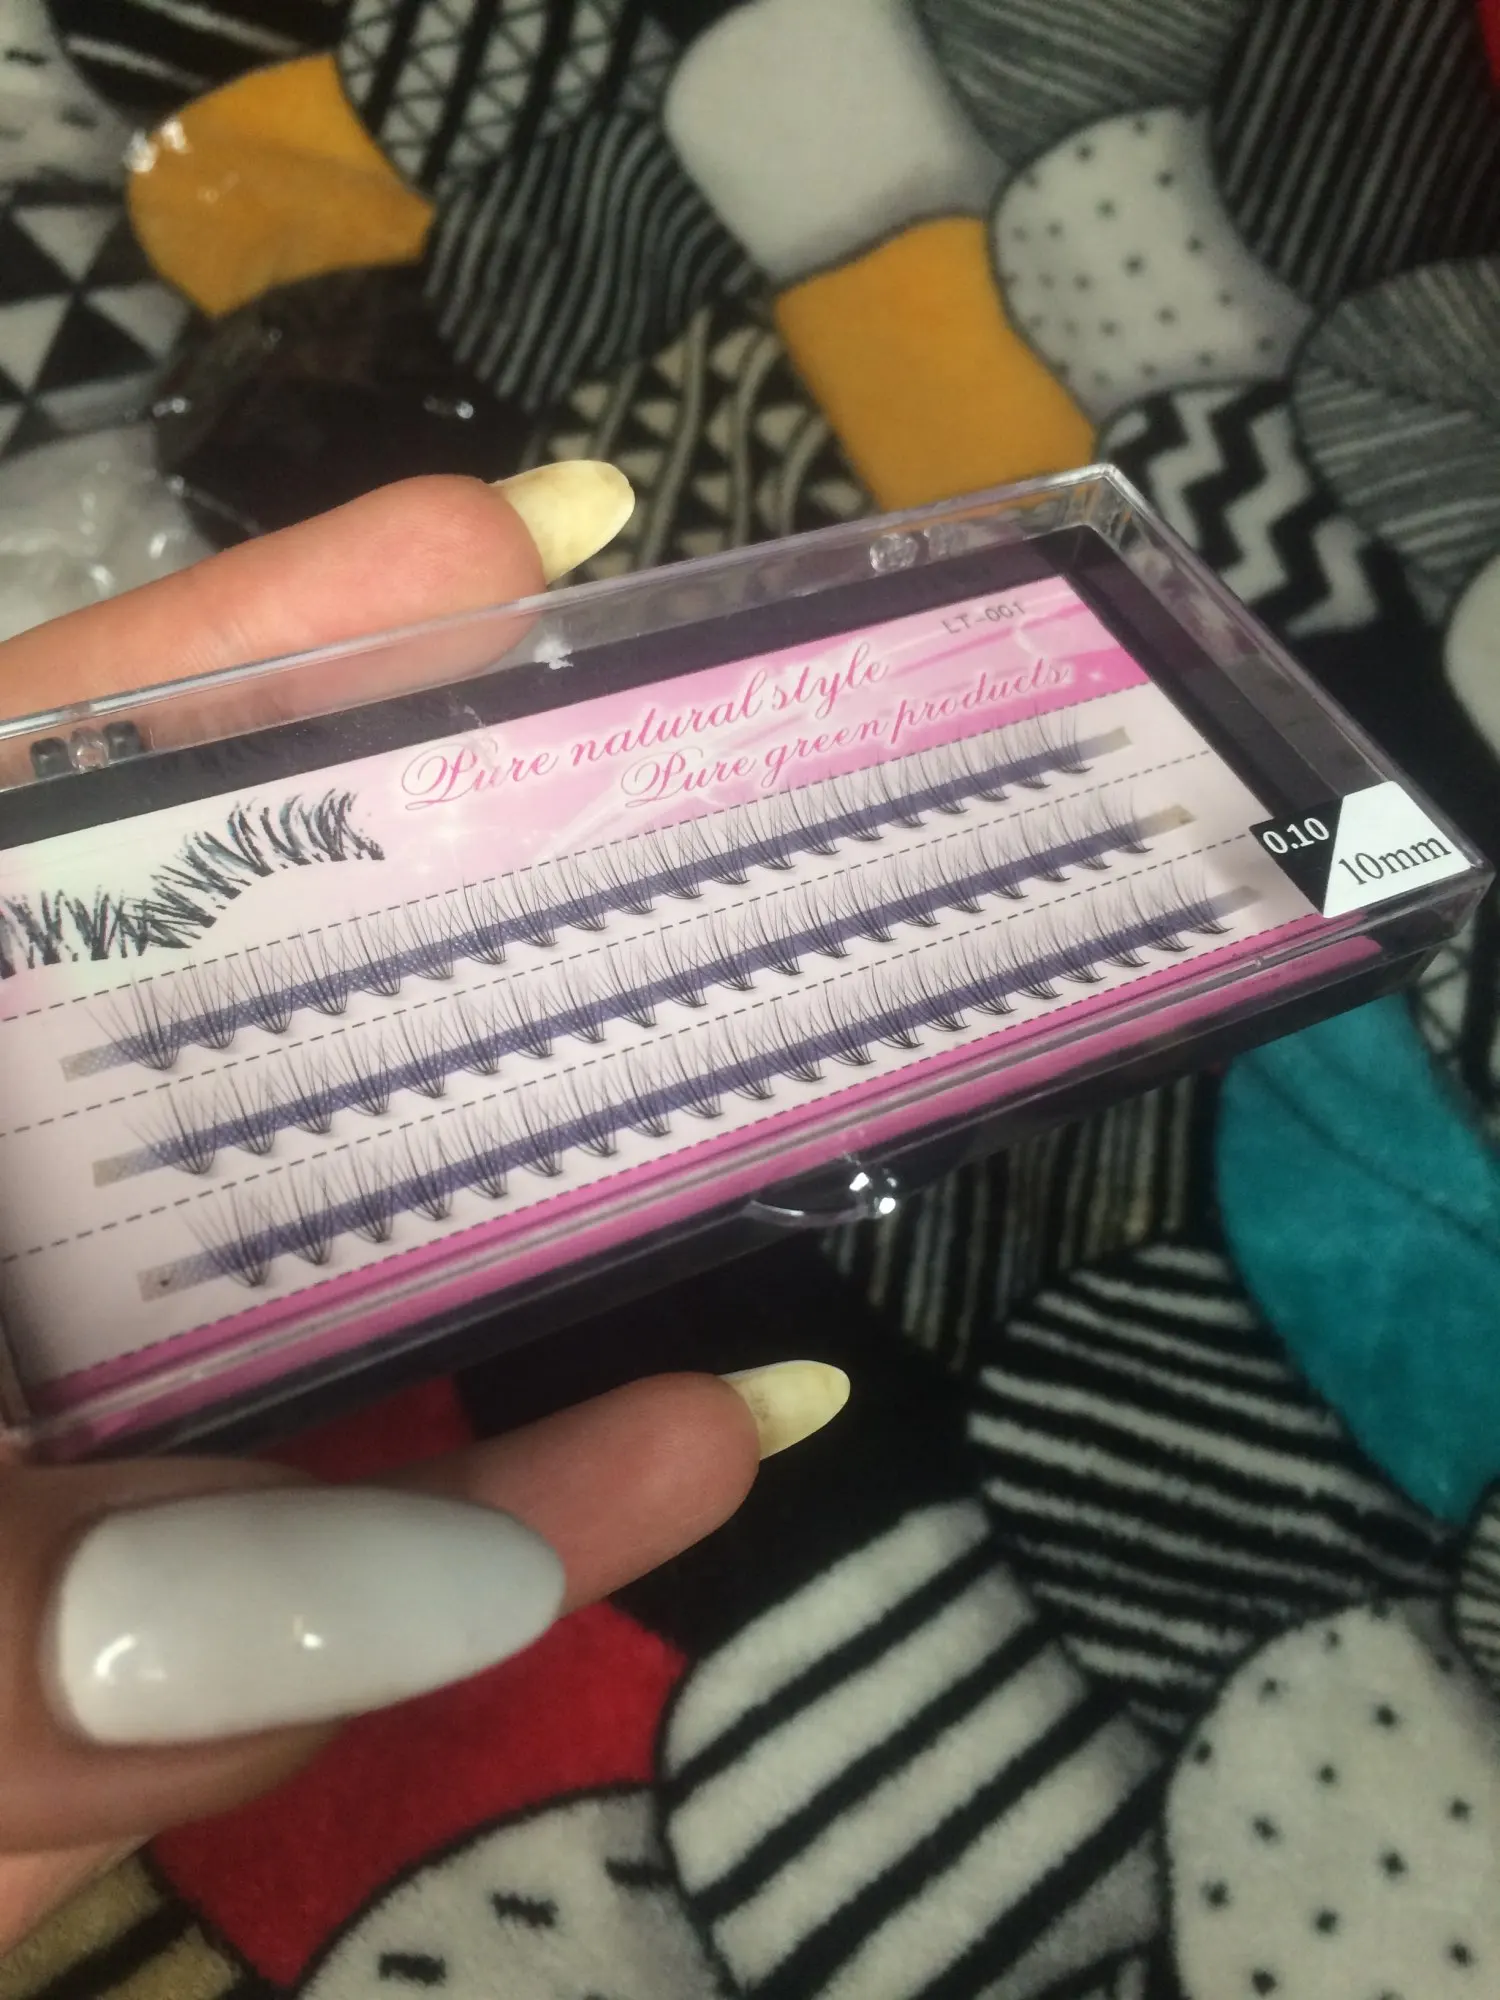 LT-001
Pure natural style
Pure green products
0.10
10mm